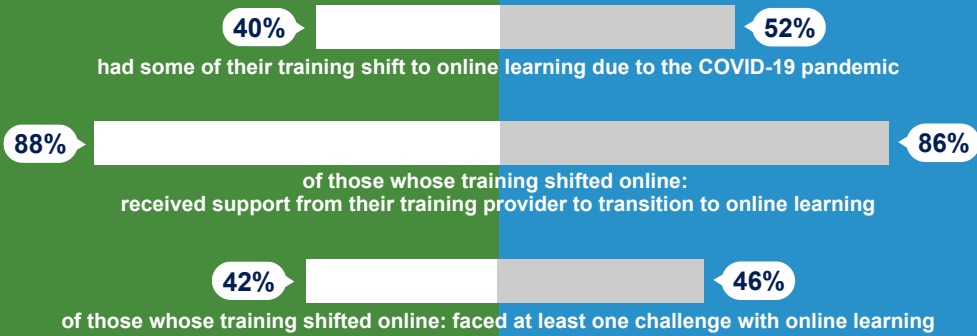 40% 52%
had some of their training shift to online learning due to the COVID-19 pandemic
88% 86%
of those whose training shifted online:
received support from their training provider to transition to online learning
42% 46%
of those whose training shifted online: faced at least one challenge with online learning